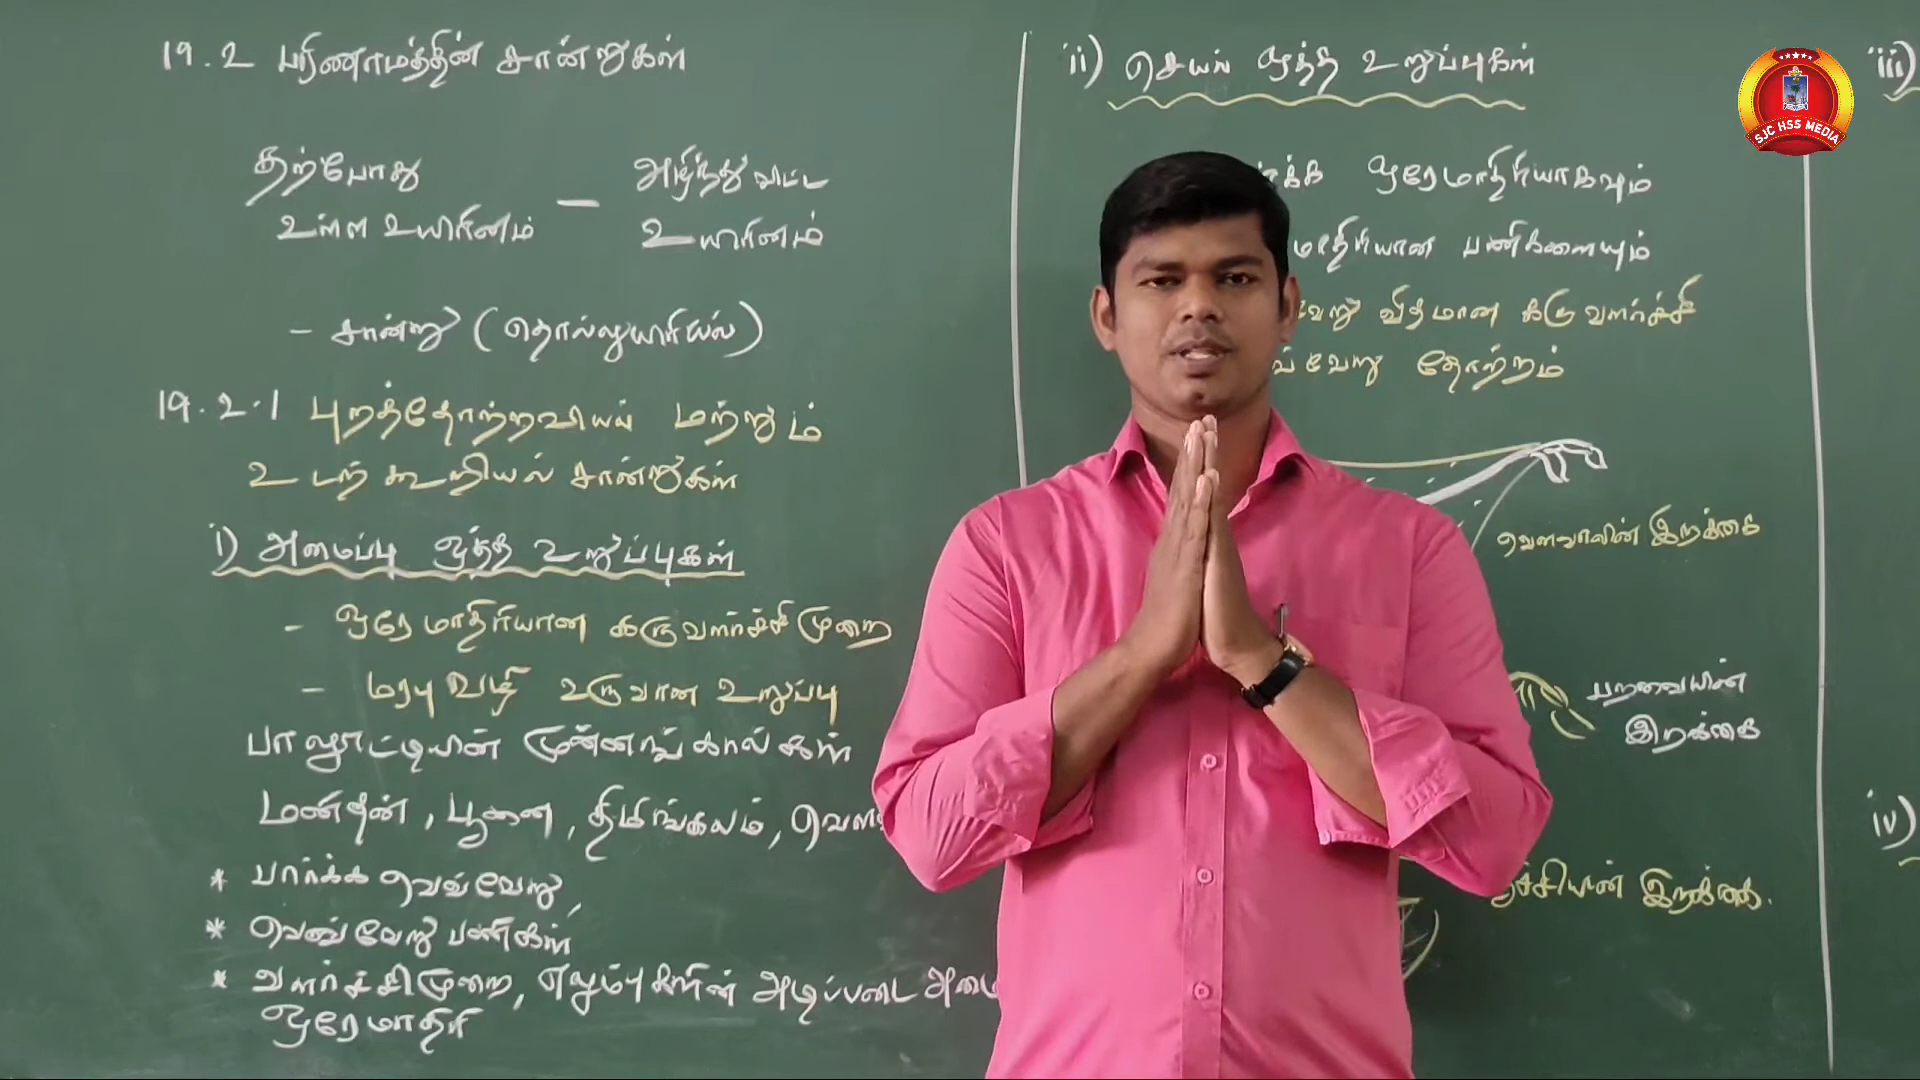 19.2 பரிணாமத்தின் சான்றுகள்
தற்போது
உள்ள உயிரினம்
—
அழிந்து விட்ட
உயிரினம்
- சான்று (தொல்லுயிரியல்)
19.2.1 புறத்தோற்றவியல் மற்றும்
உடற்கூறியல் சான்றுகள்
i) அமைப்பு ஒத்த உறுப்புகள்
- ஒரே மாதிரியான கருவளர்ச்சி முறை
- மரபு வழி உருவான உறுப்பு
பாலூட்டியின் முன்னங்கால்கள்
மனிதன், பூனை, திமிங்கலம்,
* பார்க்க வெவ்வேறு,
* வெவ்வேறு பணிகள்
* வளர்ச்சிமுறை, எலும்புகளின் அடிப்படை
ஒரே மாதிரி
ii) செயல் ஒத்த உறுப்புகள்
ஒரேமாதிரியாகவும்
மாதிரியான பணிகளையும்
விதமான கருவளர்ச்சி
தோற்றம்
வௌவாலின் இறக்கை
பறவையின்
இறக்கை
இறக்கை.
iii)
iv)
SJC HSS MEDIA